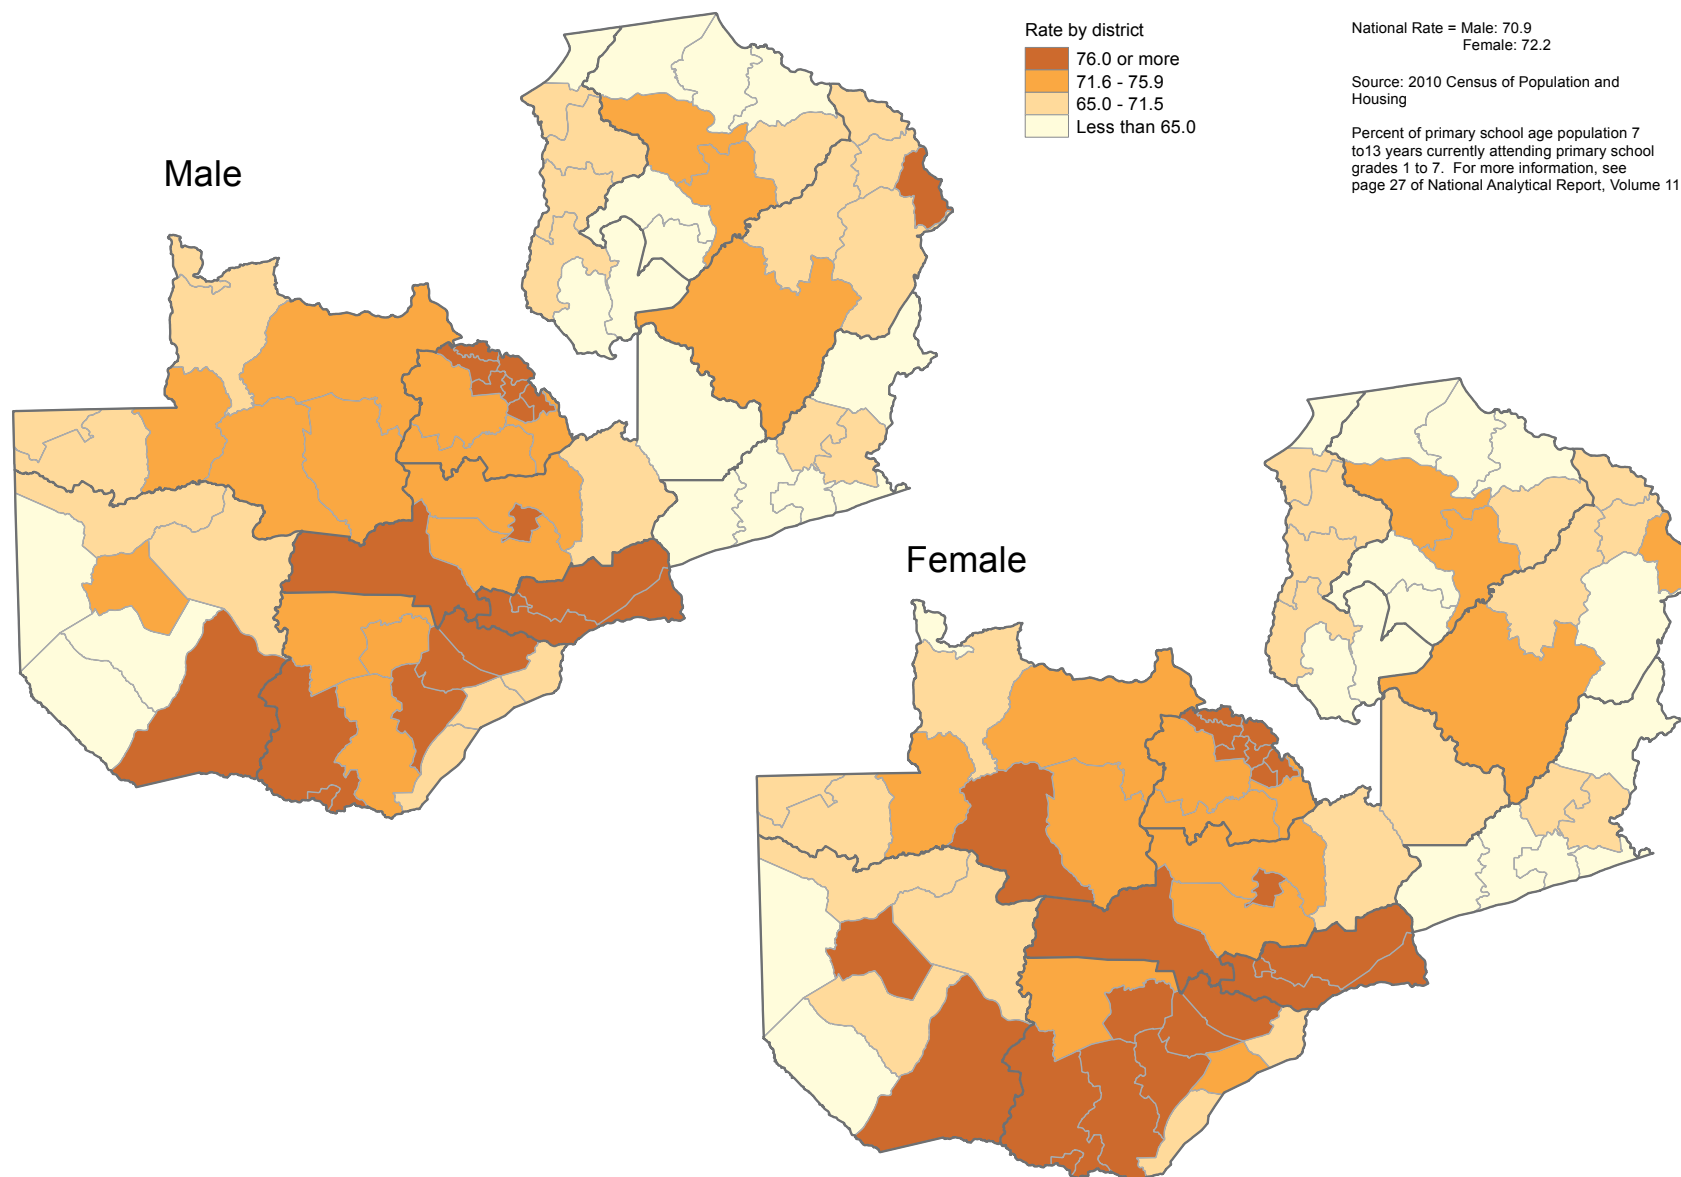 Rate by district
76.0 or more
71.6 - 75.9
65.0 - 71.5
Less than 65.0
National Rate = Male: 70.9
Female: 72.2
Source: 2010 Census of Population and
Housing
Percent of primary school age population 7
to13 years currently attending primary school
grades 1 to 7. For more information, see
page 27 of National Analytical Report, Volume 11
Male
Female